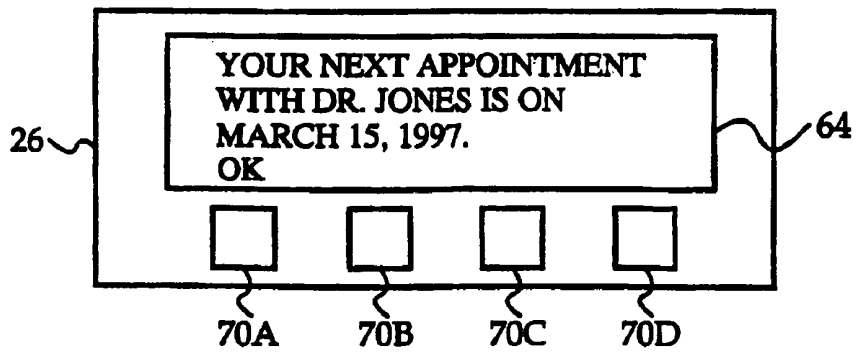 YOUR NEXT APPOINTMENT
WITH DR. JONES IS ON
MARCH 15, 1997.
OK
26
64
70A 70B 70C 70D